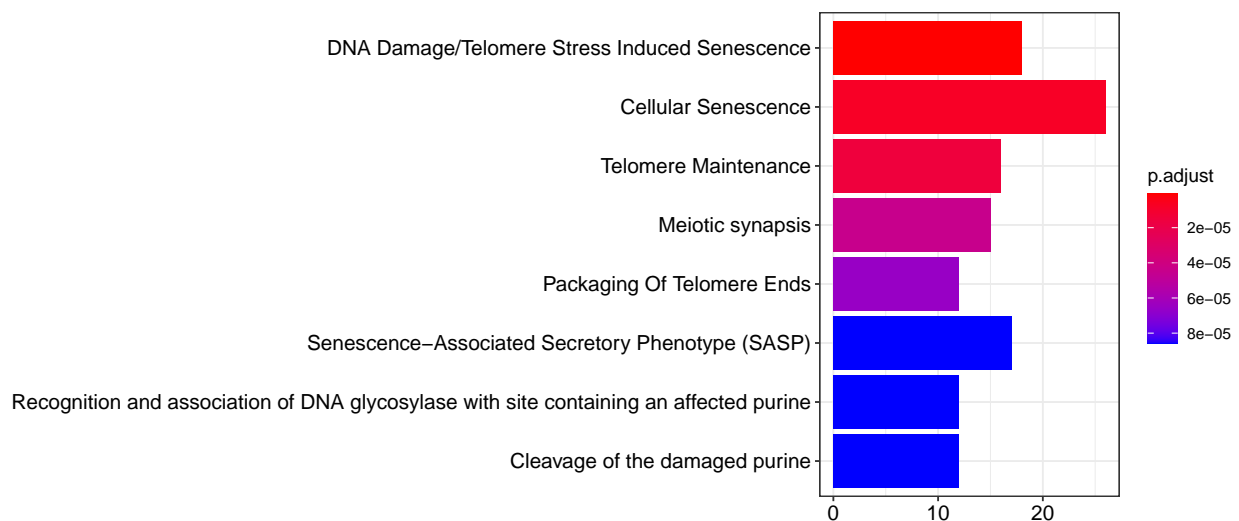 DNA Damage/Telomere Stress Induced Senescence
Cellular Senescence
Telomere Maintenance
Meiotic synapsis
Packaging Of Telomere Ends
Senescence−Associated Secretory Phenotype (SASP)
Recognition and association of DNA glycosylase with site containing an affected purine
Cleavage of the damaged purine
0 10 20
p.adjust
2e−05
4e−05
6e−05
8e−05